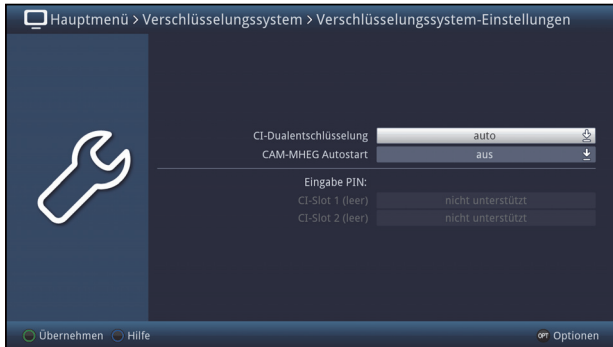 Hauptmenü > Verschlüsselungssystem > Verschlüsselungssystem-Einstellungen
CI-Dualentschlüsselung auto
CAM-MHEG Autostart aus
Eingabe PIN:
CI-Slot 1 (leer) nicht unterstützt
CI-Slot 2 (leer) nicht unterstützt
Übernehmen Hilfe OPT Optionen